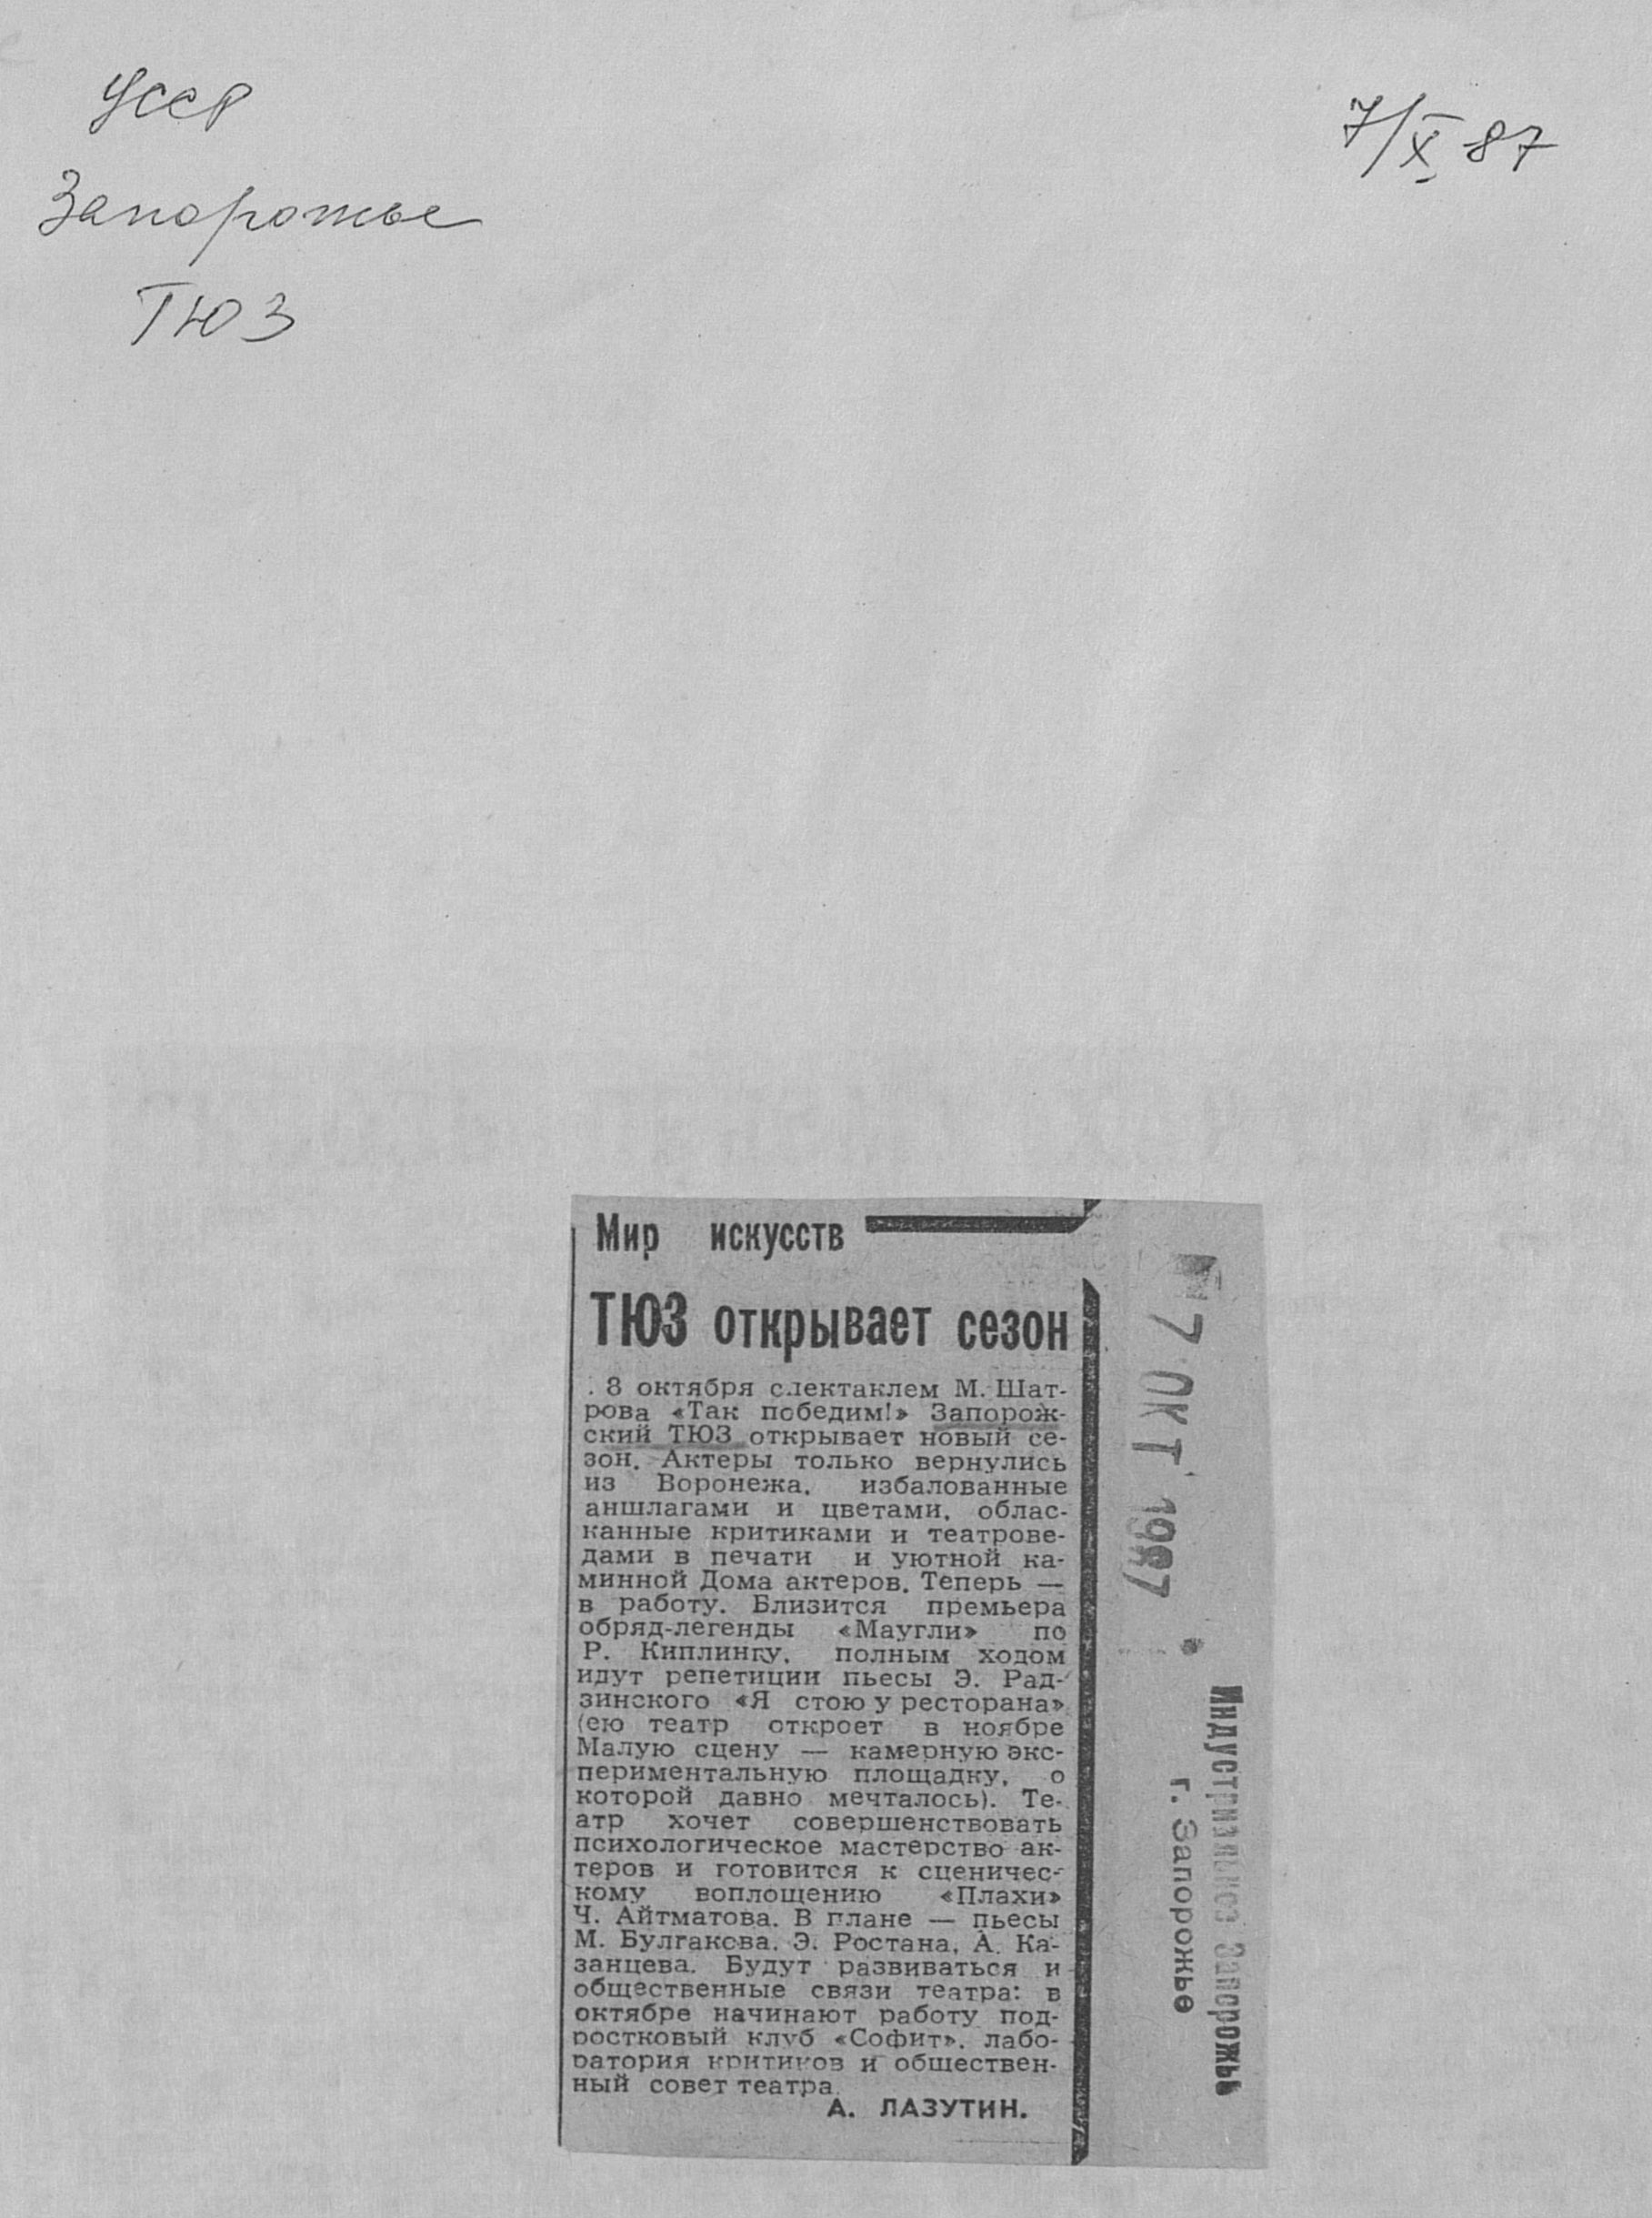 УССР
Запорожье
ТЮЗ
7/X 87
Мир искусств
ТЮЗ открывает сезон
8 октября спектаклем М. Шат-
рова «Так победим!» Запорож-
ский ТЮЗ открывает новый се-
зон. Актеры только вернулись
из Воронежа, избалованные
аншлагами и цветами, облас-
канные критиками и театрове-
дами в печати и уютной ка-
минной Дома актеров. Теперь —
в работу. Близится премьера
обряд-легенды «Маугли» по
Р. Киплингу, полным ходом
идут репетиции пьесы Э. Рад-
зинского «Я стою у ресторана»
(ею театр откроет в ноябре
Малую сцену — камерную экс-
периментальную площадку, о
которой давно мечталось). Те-
атр хочет совершенствовать
психологическое мастерство ак-
теров и готовится к сценичес-
кому воплощению «Плахи»
Ч. Айтматова. В плане — пьесы
М. Булгакова, Э. Ростана, А. Ка-
занцева. Будут развиваться и
общественные связи театра: в
октябре начинают работу под-
ростковый клуб «Софит», лабо-
ратория критиков и обществен-
ный совет театра.
А. ЛАЗУТИН.
7 ОКТ 1987
Индустриальное Запорожье
г. Запорожье